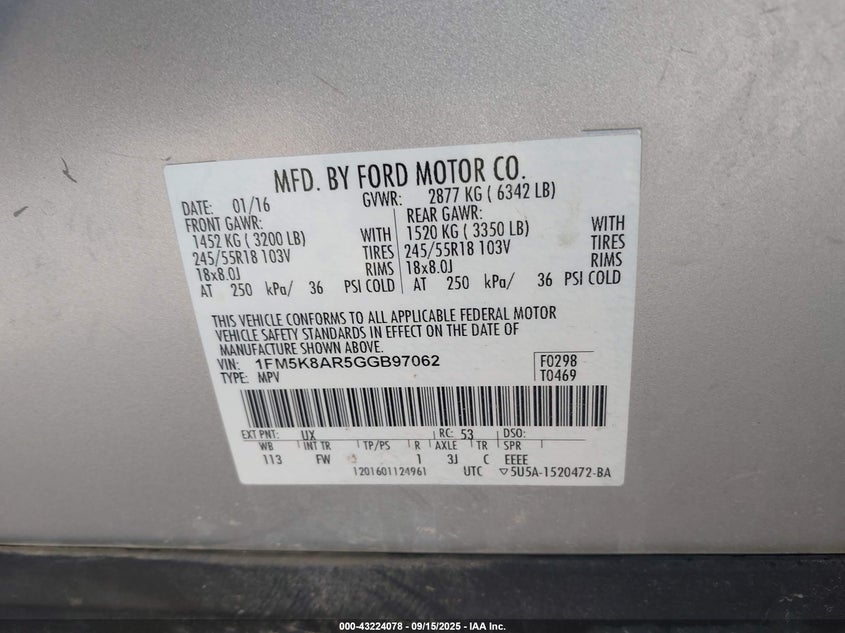 MFD. BY FORD MOTOR CO.
DATE: 01/16 GVWR: 2877 KG ( 6342 LB)
FRONT GAWR: REAR GAWR:
1452 KG ( 3200 LB) WITH 1520 KG ( 3350 LB) WITH
245/55R18 103V TIRES 245/55R18 103V TIRES
18x8.0J RIMS 18x8.0J RIMS
AT 250 kPa/ 36 PSI COLD AT 250 kPa/ 36 PSI COLD
THIS VEHICLE CONFORMS TO ALL APPLICABLE FEDERAL MOTOR
VEHICLE SAFETY STANDARDS IN EFFECT ON THE DATE OF
MANUFACTURE SHOWN ABOVE.
VIN: 1FM5K8AR5GGB97062 F0298
TYPE: MPV T0469
EXT PNT: UX RC: 53 DSO:
WB INT TR TP/PS R AXLE TR SPR
113 FW 1 3J C EEEE
1201601124961 UTC ▽5U5A-1520472-BA
000-43224078 - 09/15/2025 - IAA Inc.